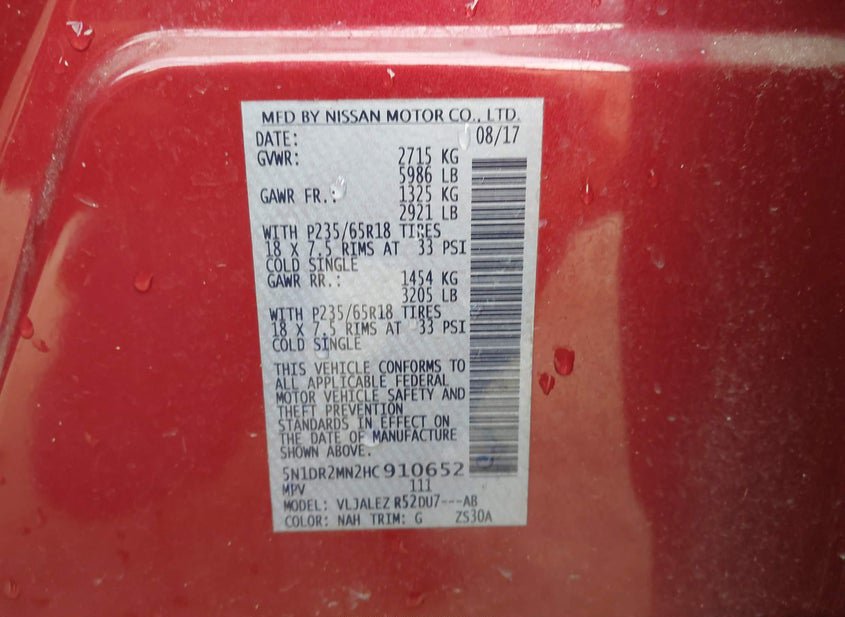 MFD BY NISSAN MOTOR CO., LTD.
DATE: 08/17
GVWR: 2715 KG
5986 LB
GAWR FR.: 1325 KG
2921 LB
WITH P235/65R18 TIRES
18 X 7.5 RIMS AT 33 PSI
COLD SINGLE
GAWR RR.: 1454 KG
3205 LB
WITH P235/65R18 TIRES
18 X 7.5 RIMS AT 33 PSI
COLD SINGLE
THIS VEHICLE CONFORMS TO
ALL APPLICABLE FEDERAL
MOTOR VEHICLE SAFETY AND
THEFT PREVENTION
STANDARDS IN EFFECT ON
THE DATE OF MANUFACTURE
SHOWN ABOVE.
5N1DR2MN2HC910652
MPV 111
MODEL: VLJALEZ R52DU7---AB
COLOR: NAH TRIM: G ZS30A